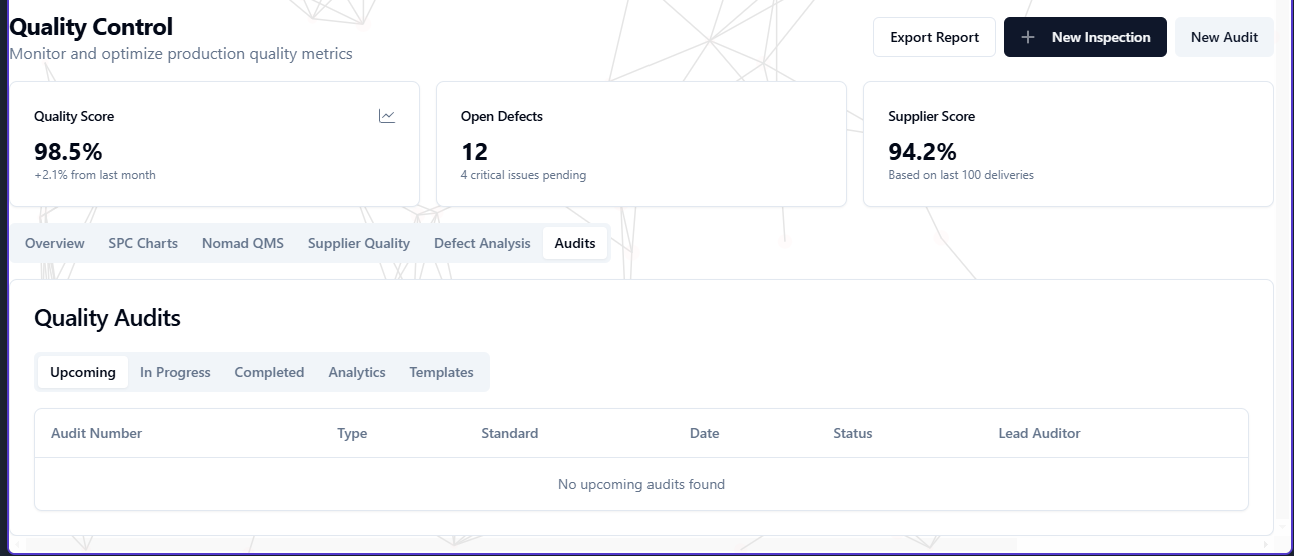 Quality Control
Monitor and optimize production quality metrics
Export Report
New Inspection
New Audit
Quality Score
98.5%
+2.1% from last month
Open Defects
12
4 critical issues pending
Supplier Score
94.2%
Based on last 100 deliveries
Overview SPC Charts Nomad QMS Supplier Quality Defect Analysis Audits
Quality Audits
Upcoming In Progress Completed Analytics Templates
Audit Number Type Standard Date Status Lead Auditor
No upcoming audits found